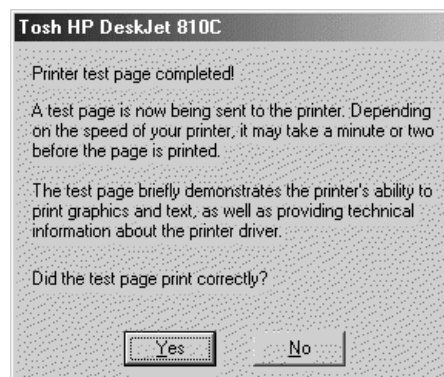 Tosh HP DeskJet 810C
Printer test page completed!
A test page is now being sent to the printer. Depending
on the speed of your printer, it may take a minute or two
before the page is printed.
The test page briefly demonstrates the printer's ability to
print graphics and text, as well as providing technical
information about the printer driver.
Did the test page print correctly?
Yes No